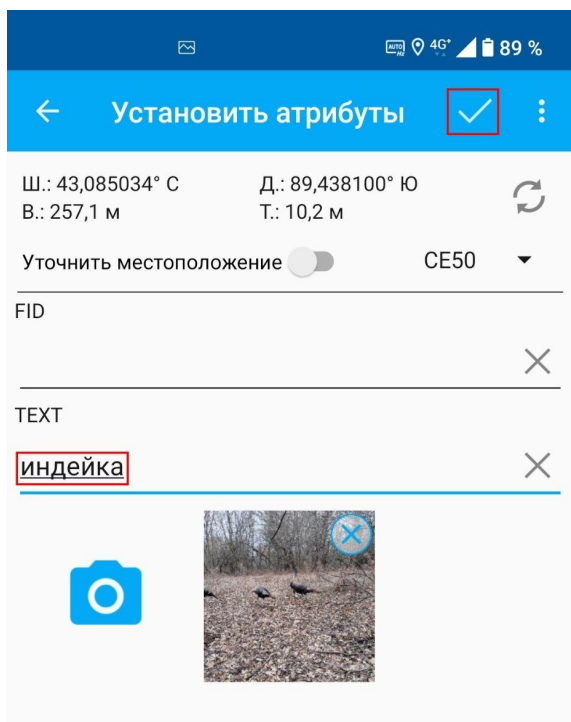 AUTO Hz 4G+ 89 %
Установить атрибуты
Ш.: 43,085034° С Д.: 89,438100° Ю
В.: 257,1 м Т.: 10,2 м
Уточнить местоположение CE50
FID
TEXT
индейка